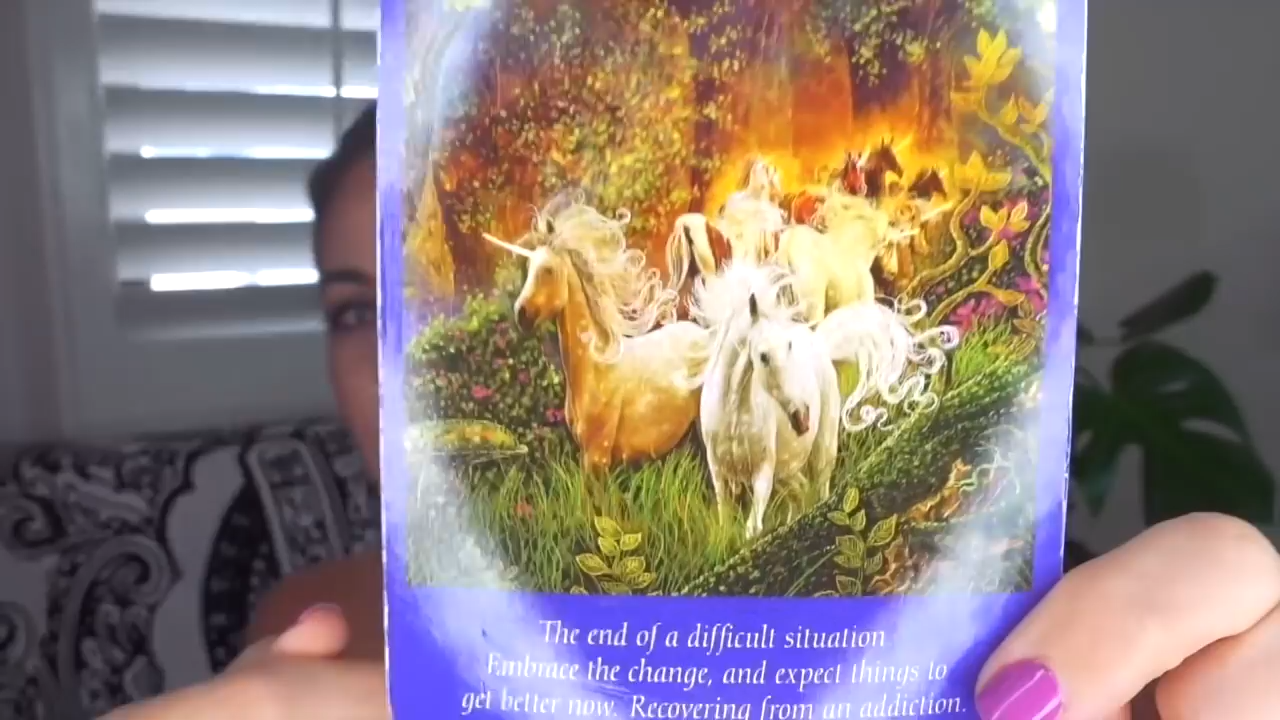 The end of a difficult situation
Embrace the change, and expect things to
get better now. Recovering from an addiction.